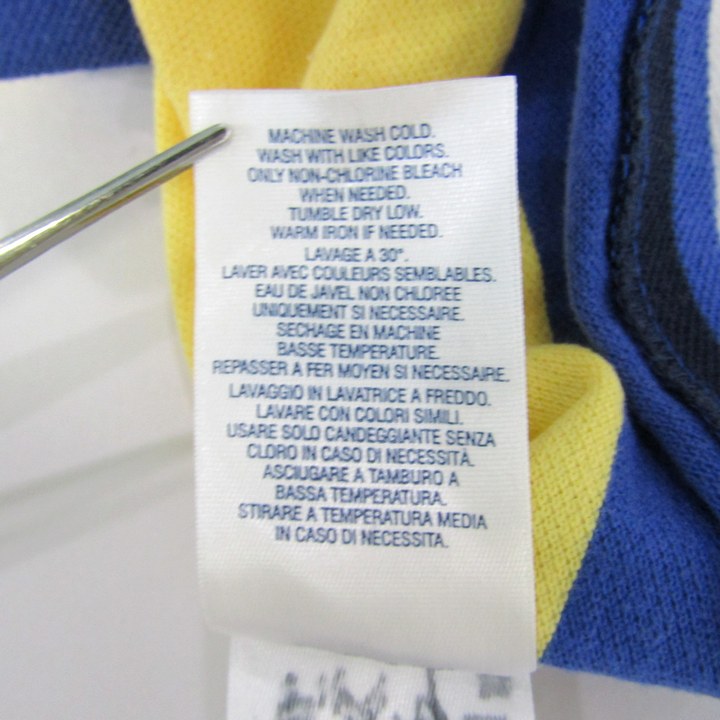 MACHINE WASH COLD.
WASH WITH LIKE COLORS.
ONLY NON-CHLORINE BLEACH
WHEN NEEDED.
TUMBLE DRY LOW.
WARM IRON IF NEEDED.
LAVAGE A 30°.
LAVER AVEC COULEURS SEMBLABLES.
EAU DE JAVEL NON CHLOREE
UNIQUEMENT SI NECESSAIRE.
SECHAGE EN MACHINE
BASSE TEMPERATURE.
REPASSER A FER MOYEN SI NECESSAIRE.
LAVAGGIO IN LAVATRICE A FREDDO.
LAVARE CON COLORI SIMILI.
USARE SOLO CANDEGGIANTE SENZA
CLORO IN CASO DI NECESSITÀ.
ASCIUGARE A TAMBURO A
BASSA TEMPERATURA.
STIRARE A TEMPERATURA MEDIA
IN CASO DI NECESSITA.